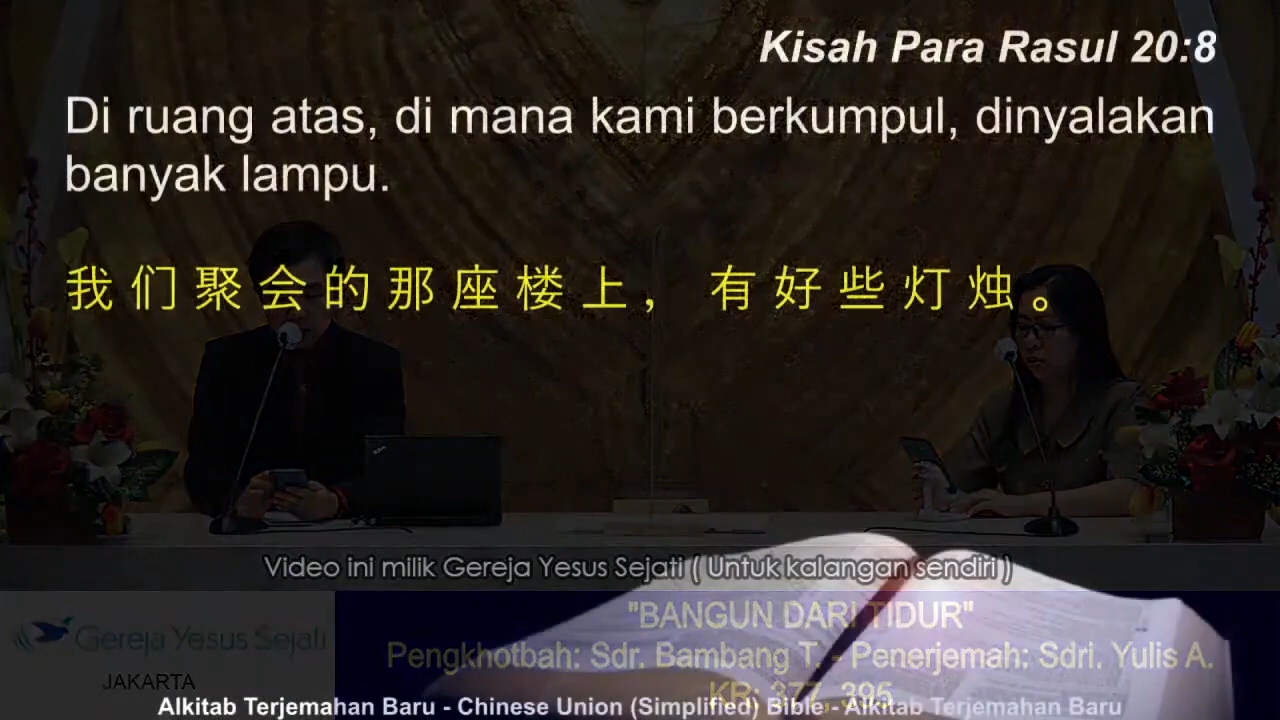 Kisah Para Rasul 20:8
Di ruang atas, di mana kami berkumpul, dinyalakan
banyak lampu.
我们聚会的那座楼上，有好些灯烛。
Video ini milik Gereja Yesus Sejati ( Untuk kalangan sendiri )
"BANGUN DARI TIDUR"
Gereja Yesus Sejati
Pengkhotbah: Sdr. Bambang T. - Penerjemah: Sdri. Yulis A.
JAKARTA
KR: 377, 395
Alkitab Terjemahan Baru - Chinese Union (Simplified) Bible - Alkitab Terjemahan Baru